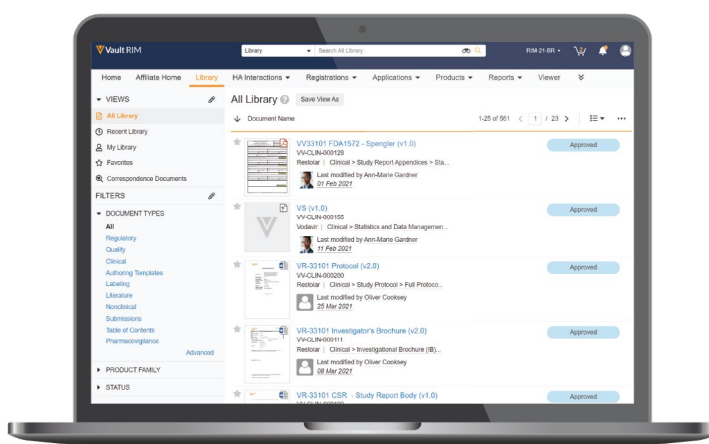 Vault RIM
Library
Search All Library
RIM-21-BR
Home Affiliate Home Library HA Interactions Registrations Applications Products Reports Viewer
VIEWS
All Library
Recent Library
My Library
Favorites
Correspondence Documents
FILTERS
DOCUMENT TYPES
All
Regulatory
Quality
Clinical
Authoring Templates
Labeling
Literature
Nonclinical
Submissions
Table of Contents
Pharmacovigilance
Advanced
PRODUCT FAMILY
STATUS
All Library Save View As
Document Name 1-25 of 561 1 / 23
VV33101 FDA1572 - Spengler (v1.0) Approved
VV-CLIN-000128
Restolar | Clinical > Study Report Appendices > Sta...
Last modified by Ann-Marie Gardner
01 Feb 2021
VS (v1.0) Approved
VV-CLIN-000155
Vodavir | Clinical > Statistics and Data Managemen...
Last modified by Ann-Marie Gardner
11 Feb 2021
VR-33101 Protocol (v2.0) Approved
VV-CLIN-000200
Restolar | Clinical > Study Protocol > Full Protoco...
Last modified by Oliver Cooksey
25 Mar 2021
VR-33101 Investigator's Brochure (v2.0) Approved
VV-CLIN-000111
Restolar | Clinical > Investigational Brochure (IB)...
Last modified by Oliver Cooksey
08 Mar 2021
VR-33101 CSR - Study Report Body (v1.0) Approved